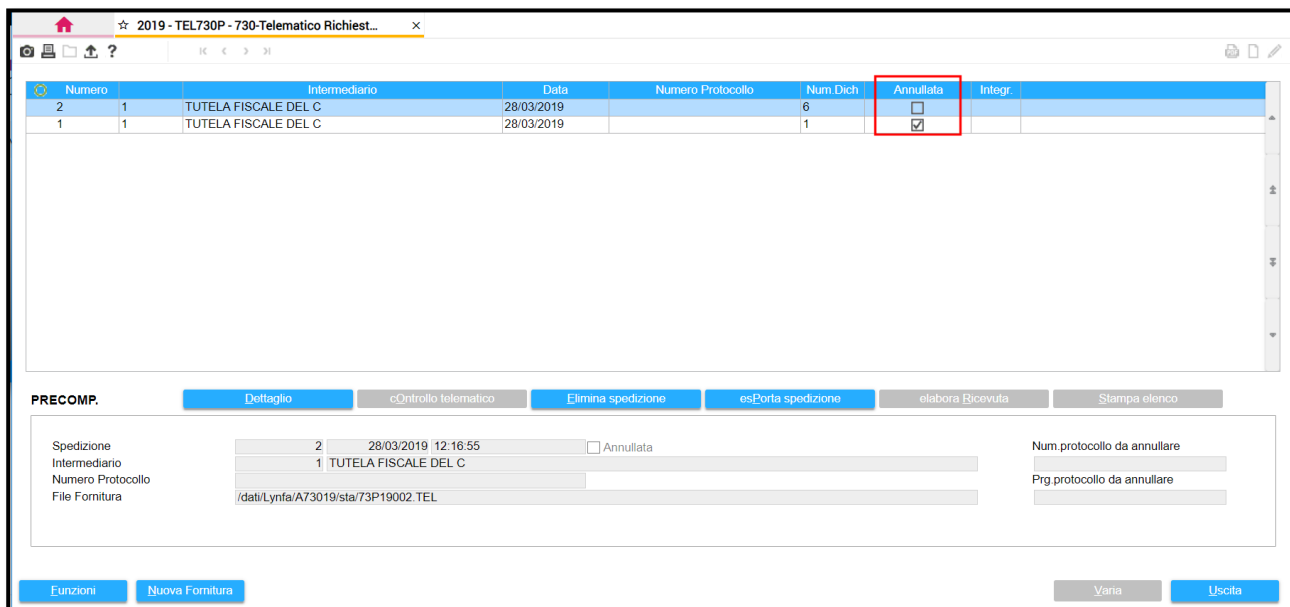 ☆ 2019 - TEL730P - 730-Telematico Richiest... ×
?
Numero Intermediario Data Numero Protocollo Num.Dich Annullata Integr.
2 1 TUTELA FISCALE DEL C 28/03/2019 6
1 1 TUTELA FISCALE DEL C 28/03/2019 1
PRECOMP. Dettaglio cOntrollo telematico Elimina spedizione esPorta spedizione elabora Ricevuta Stampa elenco
Spedizione 2 28/03/2019 12:16:55 Annullata Num.protocollo da annullare
Intermediario 1 TUTELA FISCALE DEL C
Numero Protocollo Prg.protocollo da annullare
File Fornitura /dati/Lynfa/A73019/sta/73P19002.TEL
Funzioni Nuova Fornitura Varia Uscita